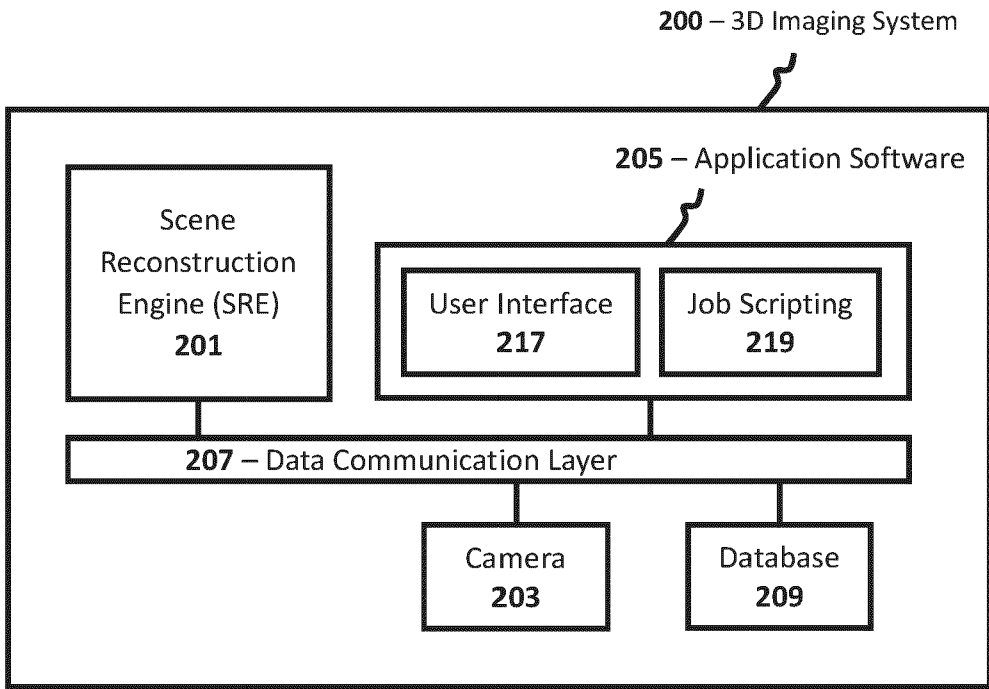 200 – 3D Imaging System
205 – Application Software
Scene
Reconstruction
Engine (SRE)
201
User Interface
217
Job Scripting
219
207 – Data Communication Layer
Camera
203
Database
209